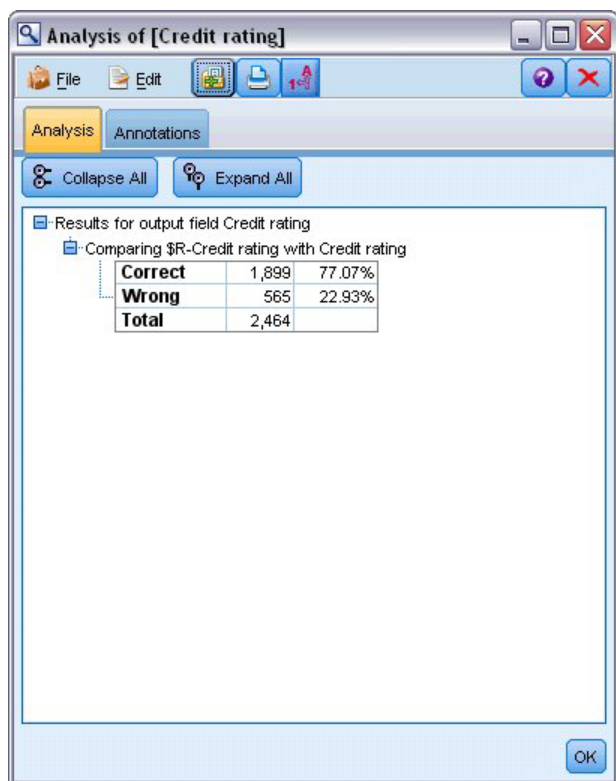 Analysis of [Credit rating]
File Edit
Analysis Annotations
Collapse All Expand All
Results for output field Credit rating
Comparing $R-Credit rating with Credit rating
Correct 1,899 77.07%
Wrong 565 22.93%
Total 2,464
OK